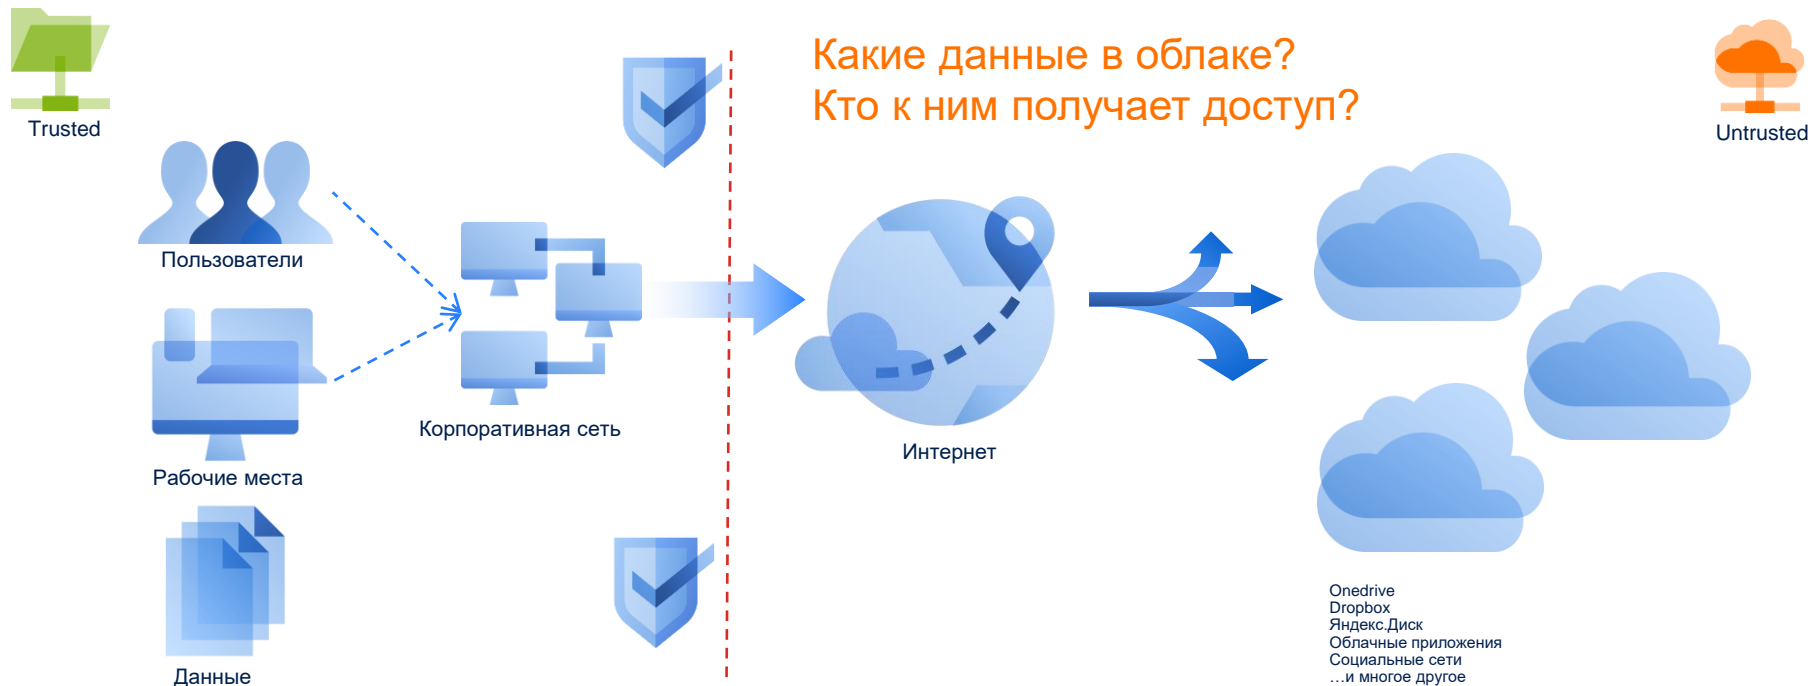 Какие данные в облаке?
Кто к ним получает доступ?
Trusted
Untrusted
Пользователи
Корпоративная сеть
Интернет
Рабочие места
Onedrive
Dropbox
Яндекс.Диск
Облачные приложения
Социальные сети
…и многое другое
Данные